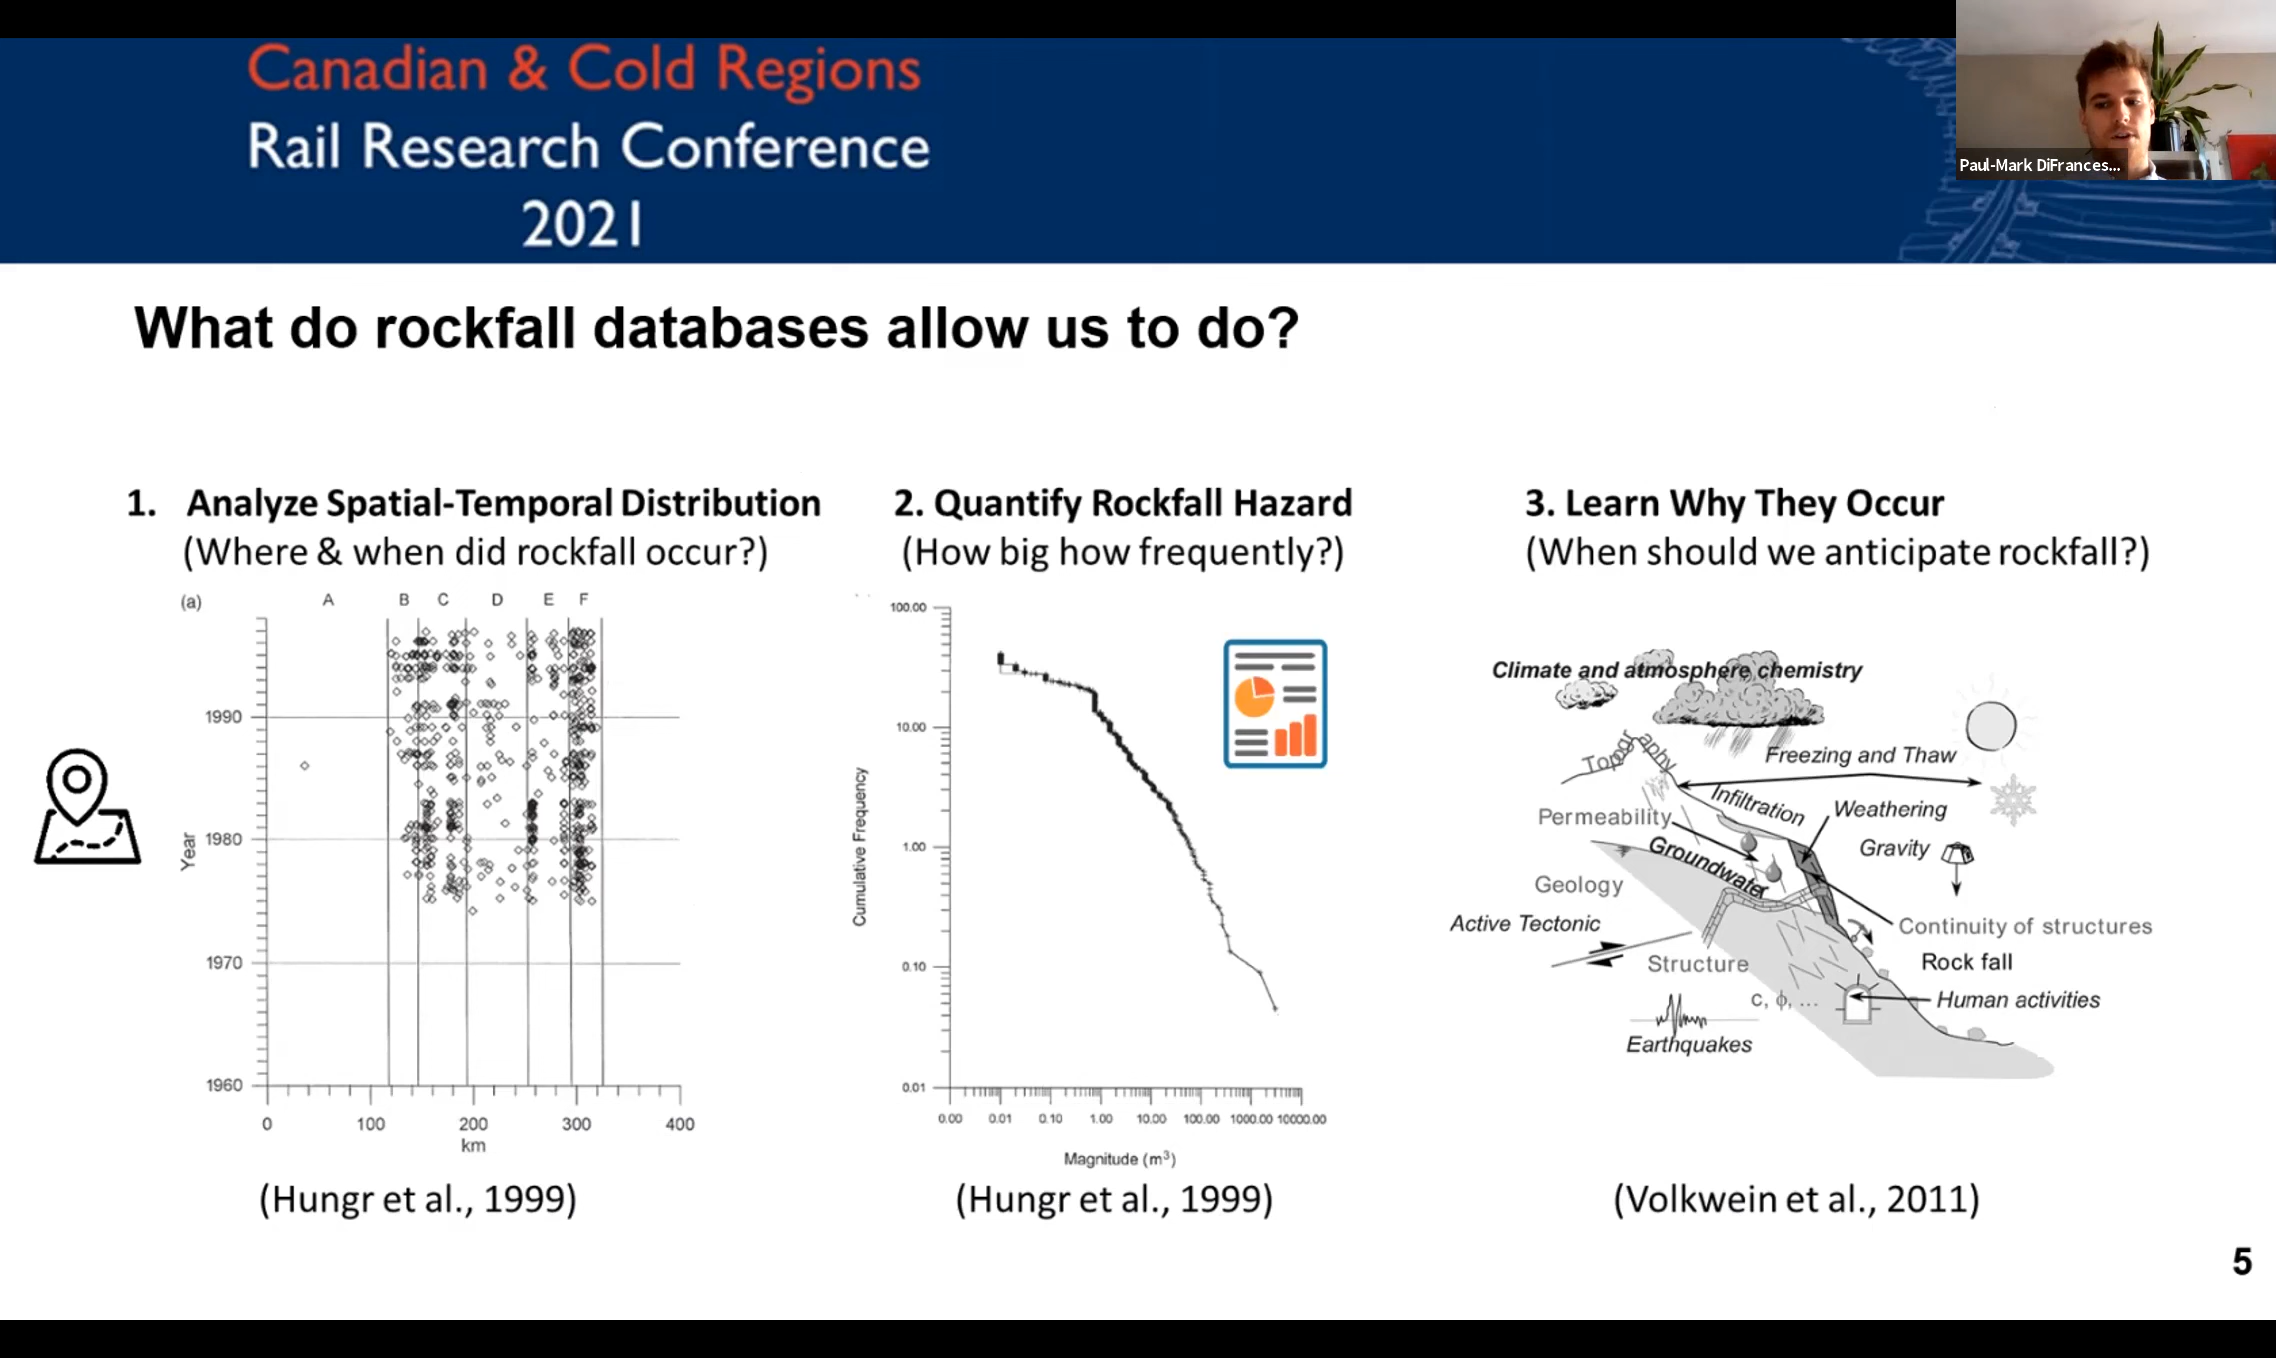 Canadian & Cold Regions
Rail Research Conference
2021
Paul-Mark DiFrances...
What do rockfall databases allow us to do?
1. Analyze Spatial-Temporal Distribution
(Where & when did rockfall occur?)
(a)
A B C D E F
Year
1990
1980
1970
1960
0 100 200 300 400
km
(Hungr et al., 1999)
2. Quantify Rockfall Hazard
(How big how frequently?)
Cumulative Frequency
100.00
10.00
1.00
0.10
0.01
0.00 0.01 0.10 1.00 10.00 100.00 1000.00 10000.00
Magnitude (m³)
(Hungr et al., 1999)
3. Learn Why They Occur
(When should we anticipate rockfall?)
Climate and atmosphere chemistry
Topography
Freezing and Thaw
Infiltration
Weathering
Permeability
Gravity
Groundwater
Geology
Active Tectonic
Continuity of structures
Structure
Rock fall
c, ϕ, ...
Human activities
Earthquakes
(Volkwein et al., 2011)
5